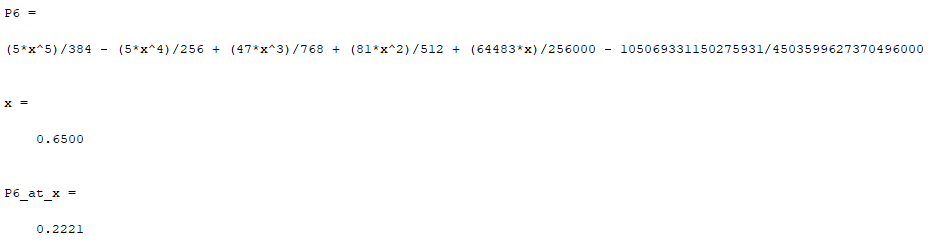 P6 =
(5*x^5)/384 - (5*x^4)/256 + (47*x^3)/768 + (81*x^2)/512 + (64483*x)/256000 - 105069331150275931/4503599627370496000
x =
0.6500
P6_at_x =
0.2221